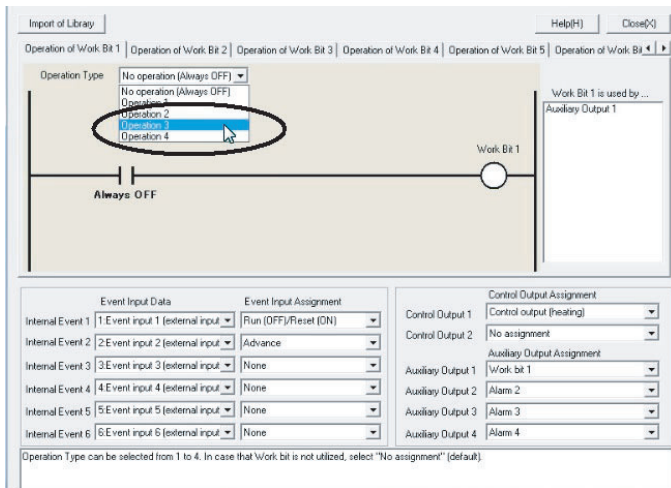 Import of Library
Help(H)
Close(X)
Operation of Work Bit 1
Operation of Work Bit 2
Operation of Work Bit 3
Operation of Work Bit 4
Operation of Work Bit 5
Operation of Work Bit
Operation Type
No operation (Always OFF)
No operation (Always OFF)
Operation 1
Operation 2
Operation 3
Operation 4
Work Bit 1 is used by ...
Auxiliary Output 1
Work Bit 1
Always OFF
Event Input Data
Event Input Assignment
Internal Event 1
1:Event input 1 (external input
Run (OFF)/Reset (ON)
Internal Event 2
2:Event input 2 (external input
Advance
Internal Event 3
3:Event input 3 (external input
None
Internal Event 4
4:Event input 4 (external input
None
Internal Event 5
5:Event input 5 (external input
None
Internal Event 6
6:Event input 6 (external input
None
Control Output Assignment
Control Output 1
Control output (heating)
Control Output 2
No assignment
Auxiliary Output Assignment
Auxiliary Output 1
Work bit 1
Auxiliary Output 2
Alarm 2
Auxiliary Output 3
Alarm 3
Auxiliary Output 4
Alarm 4
Operation Type can be selected from 1 to 4. In case that Work bit is not utilized, select "No assignment" (default).